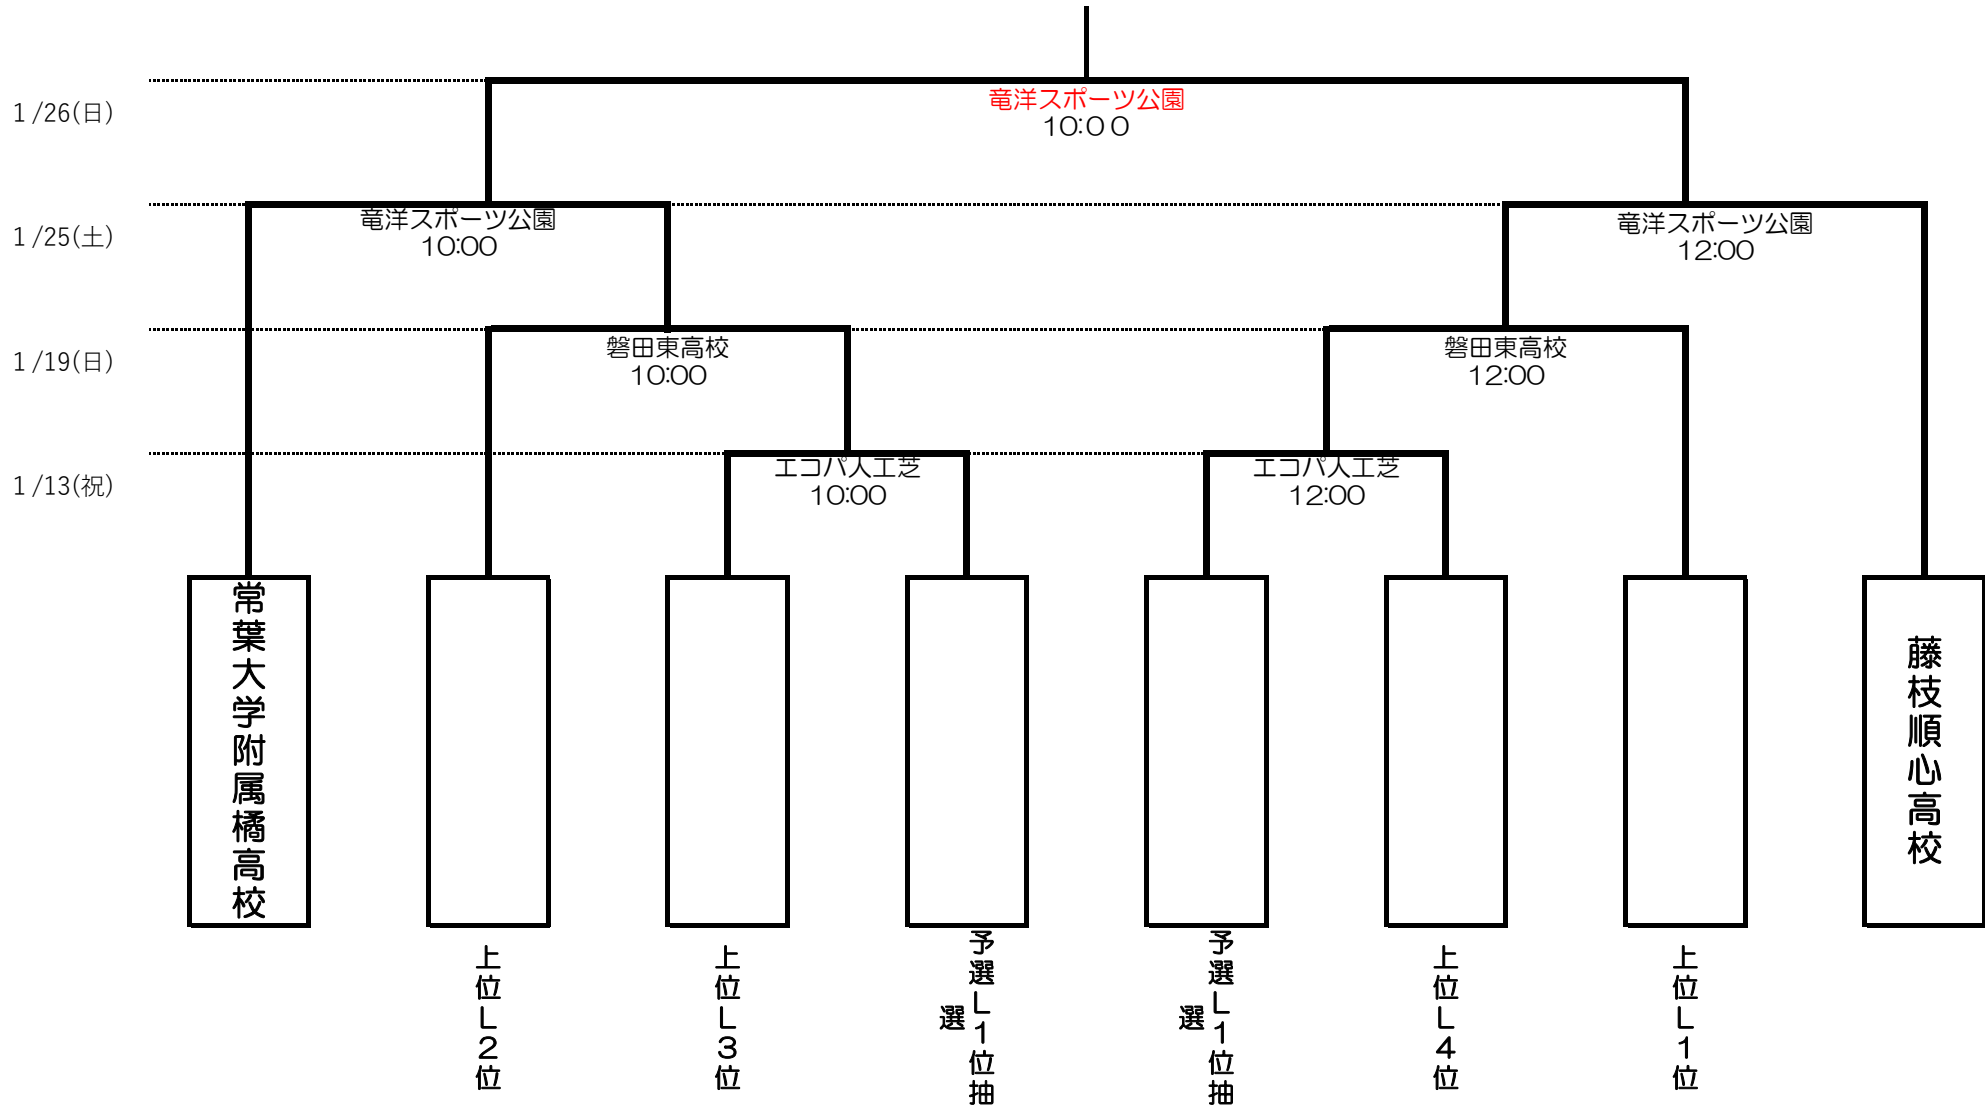 竜洋スポーツ公園
10:００
1/26(日)
竜洋スポーツ公園
10:00
竜洋スポーツ公園
12:00
1/25(土)
磐田東高校
10:00
磐田東高校
12:00
1/19(日)
エコパ人工芝
10:00
エコパ人工芝
12:00
1/13(祝)
常葉大学附属橘高校
藤枝順心高校
上位L２位
上位L３位
予選L１位抽
選
予選L１位抽
選
上位L４位
上位L１位